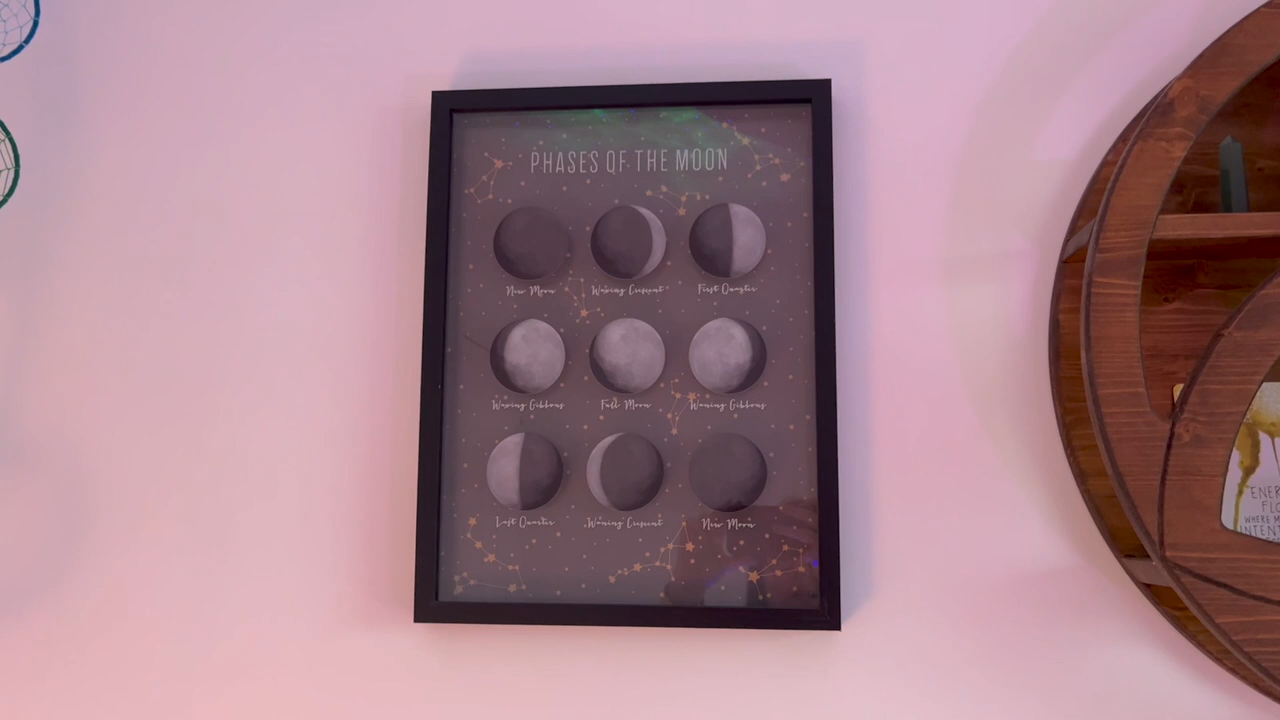 PHASES OF THE MOON
New Moon Waxing Crescent First Quarter
Waxing Gibbous Full Moon Waning Gibbous
Last Quarter Waning Crescent New Moon
WHERE